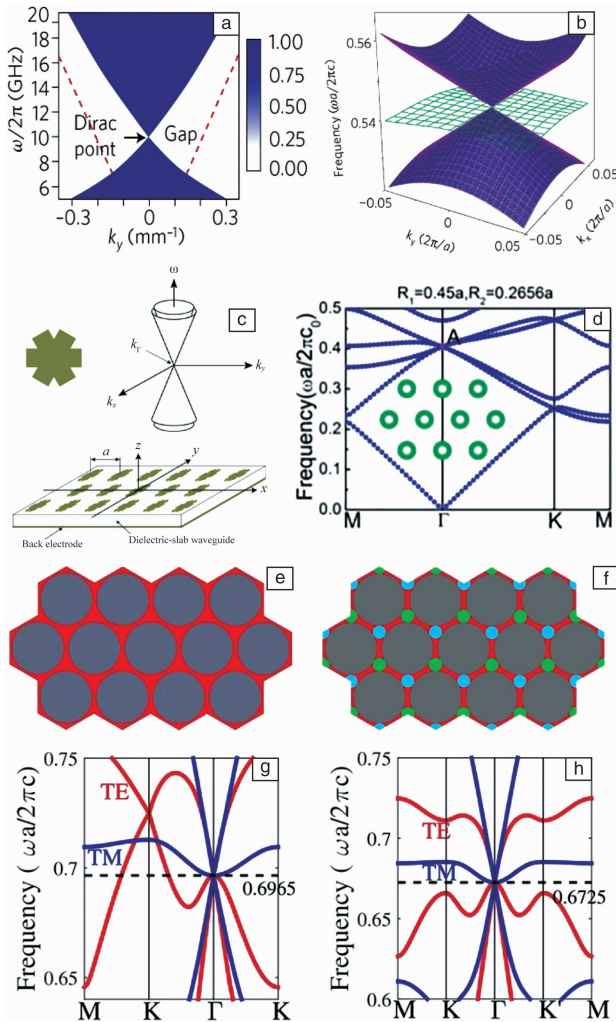 a
ω/2π (GHz)
20
18
16
14
12
10
8
6
Dirac
point
Gap
-0.3
0
0.3
k_y (mm⁻¹)
1.00
0.75
0.50
0.25
0.00
b
Frequency (ωa/2πc)
0.56
0.54
-0.05
0
0.05
k_y (2π/a)
-0.05
0
0.05
k_x (2π/a)
c
ω
k_Γ
k_y
k_x
a
z
y
x
Back electrode
Dielectric-slab waveguide
R₁=0.45a,R₂=0.2656a
d
Frequency(ωa/2πc₀)
0.5
0.4
0.3
0.2
0.1
0.0
A
M
Γ
K
M
e
f
g
Frequency ( ωa/2πc)
0.75
0.7
0.65
TE
TM
0.6965
M
K
Γ
K
h
Frequency ( ωa/2πc)
0.75
0.7
0.65
0.6
TE
TM
0.6725
M
K
Γ
K'
M